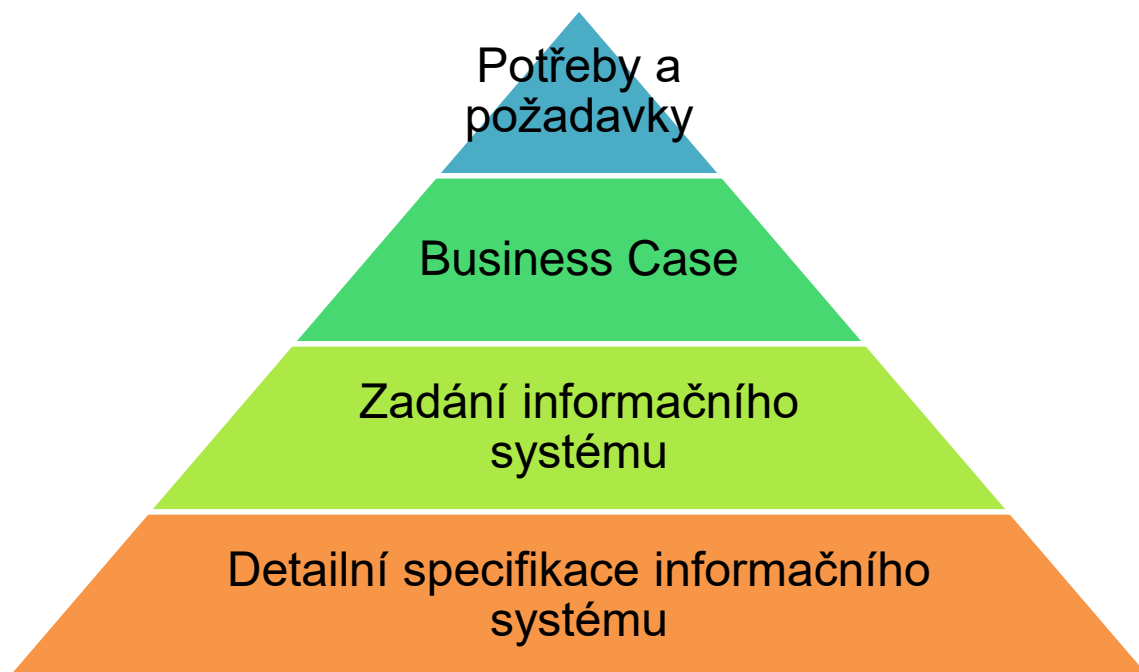 Potřeby a
požadavky
Business Case
Zadání informačního
systému
Detailní specifikace informačního
systému